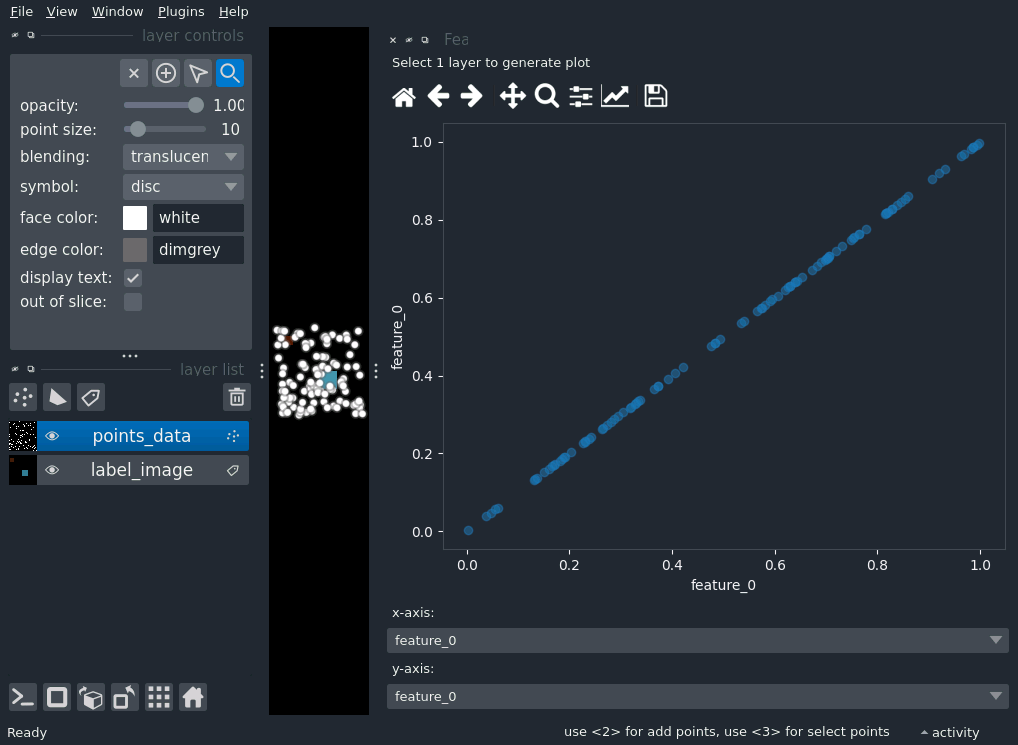 File View Window Plugins Help
layer controls
Fea
Select 1 layer to generate plot
opacity: 1.00
point size: 10
blending: translucen
symbol: disc
face color: white
edge color: dimgrey
display text:
out of slice:
layer list
points_data
label_image
1.0
0.8
0.6
0.4
0.2
0.0
feature_0
0.0 0.2 0.4 0.6 0.8 1.0
feature_0
x-axis:
feature_0
y-axis:
feature_0
Ready
use <2> for add points, use <3> for select points
activity